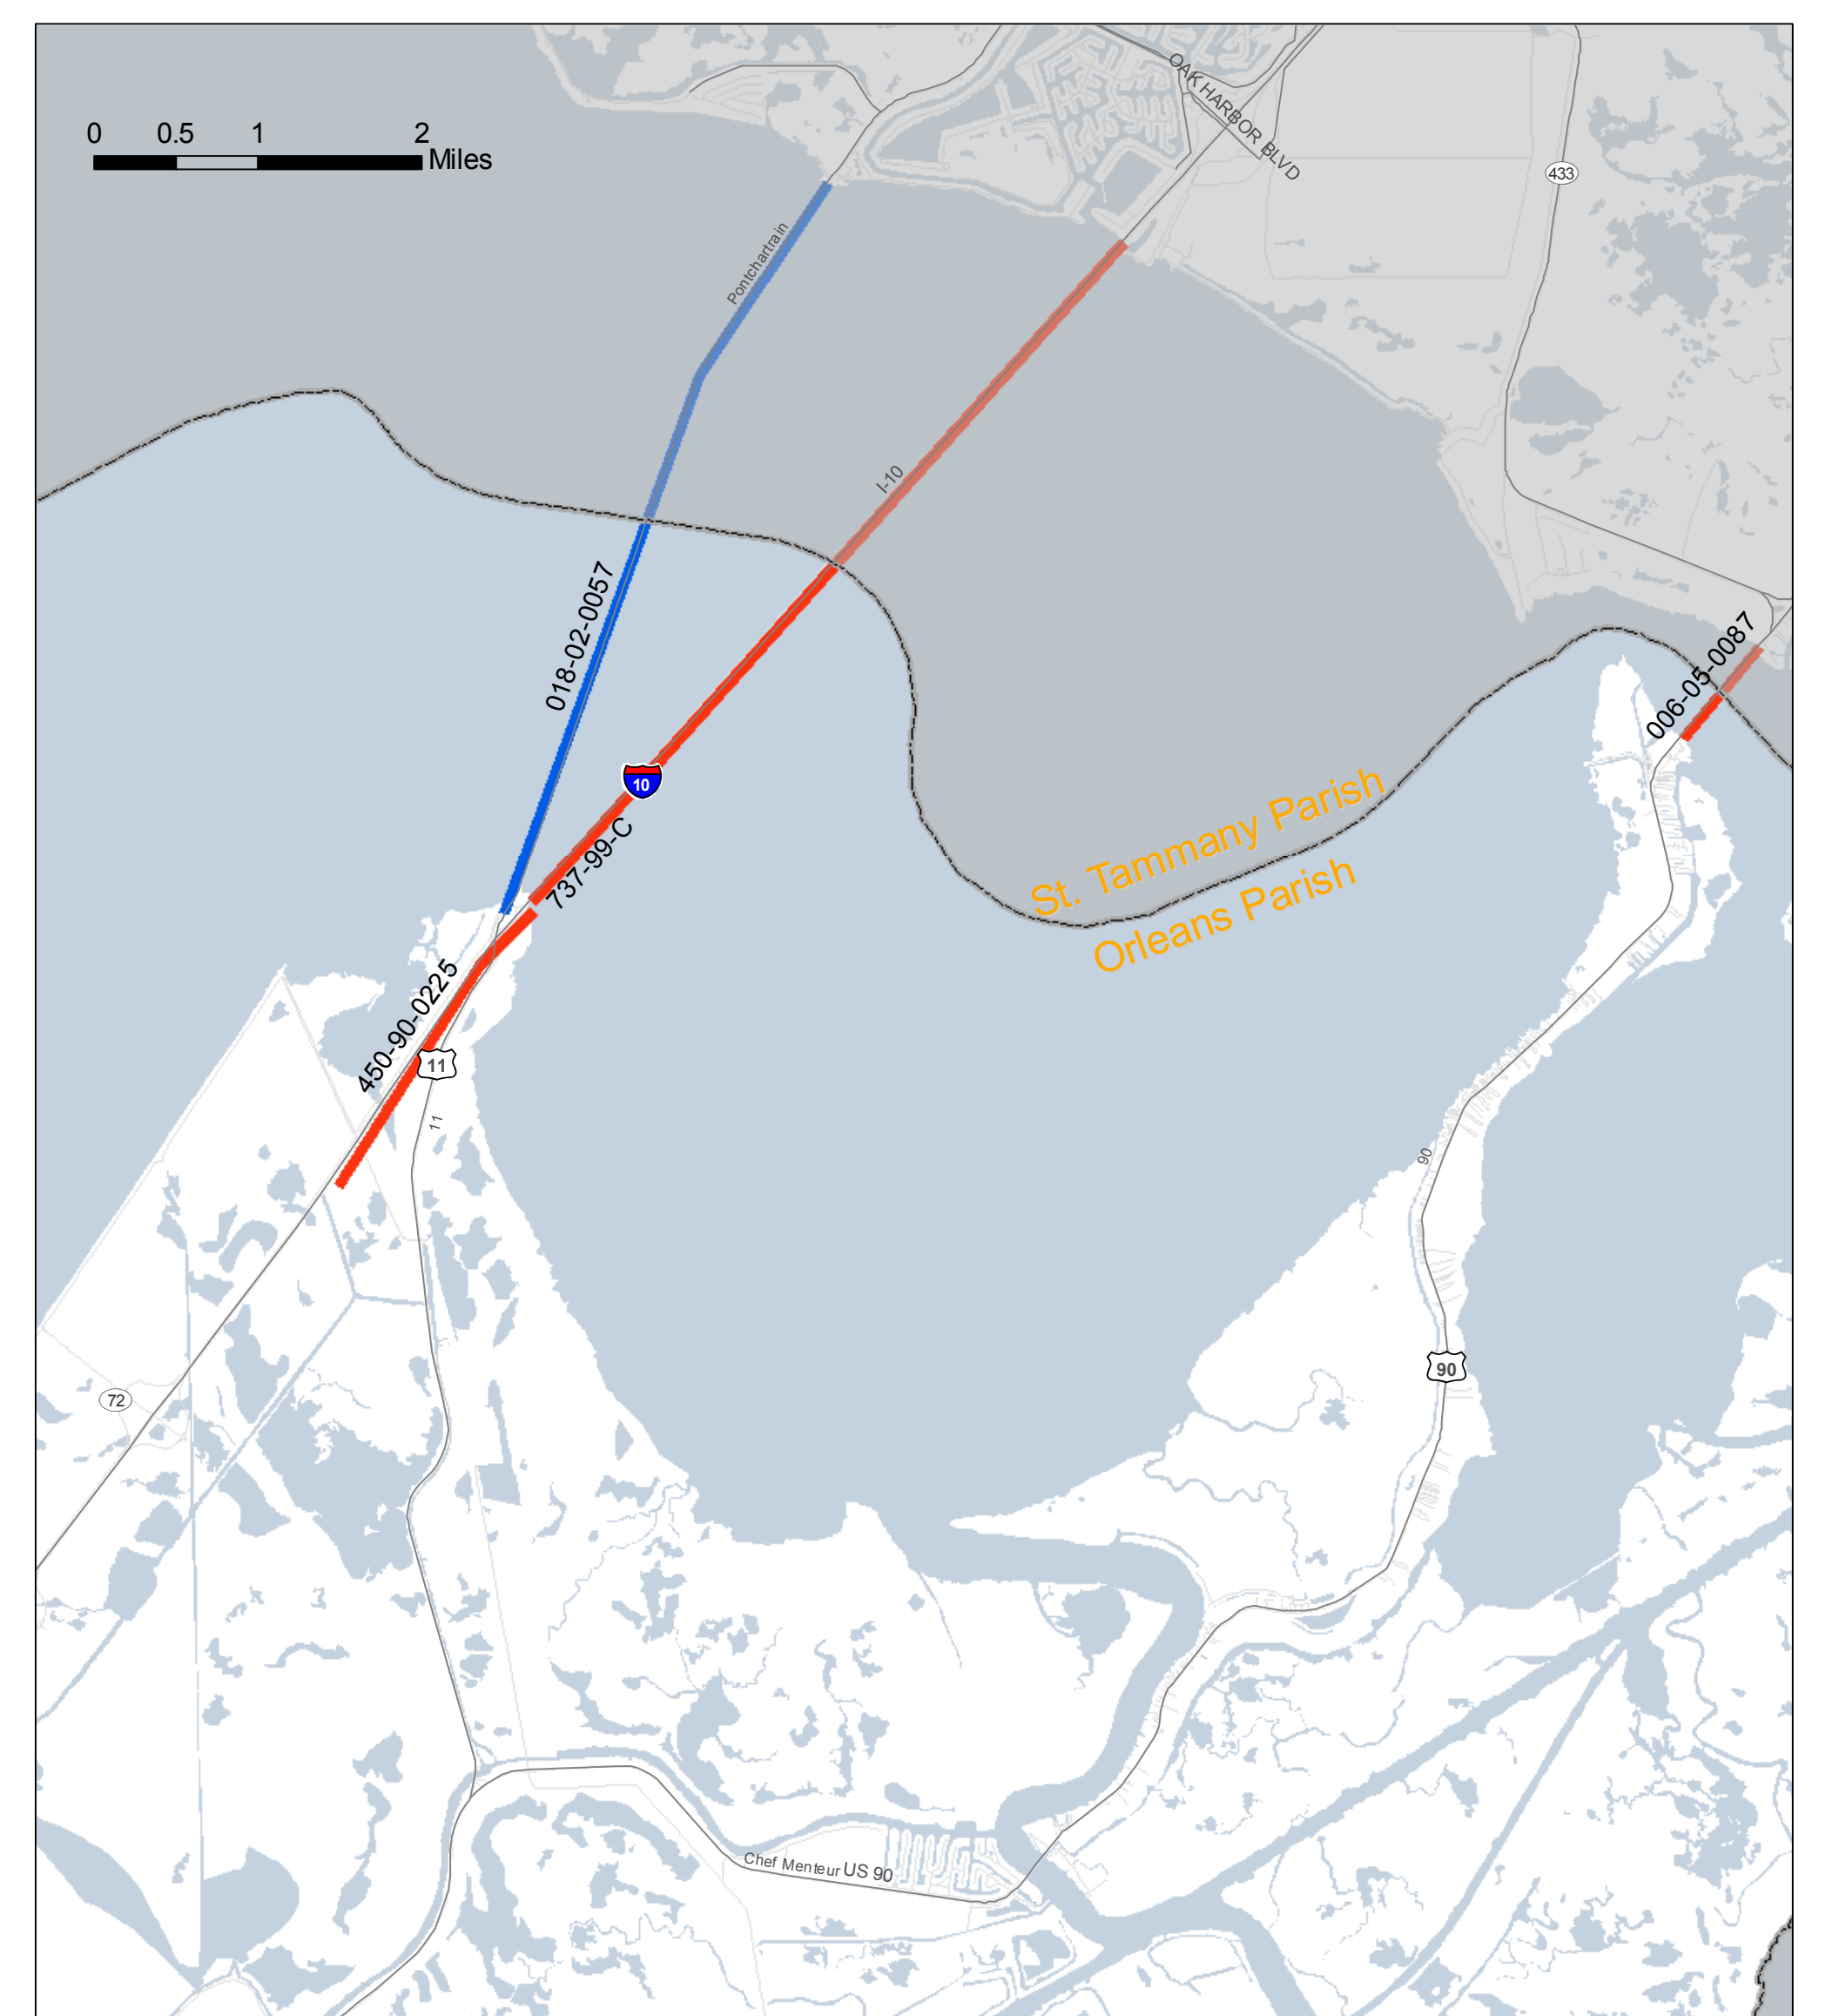 OAK HARBOR BLVD
0 0.5 1 2
Miles
433
Pontchartrain
I-10
018-02-0057
006-05-0087
10
737-99-C
St. Tammany Parish
Orleans Parish
450-90-0225
11
11
90
90
72
Chef Menteur US 90